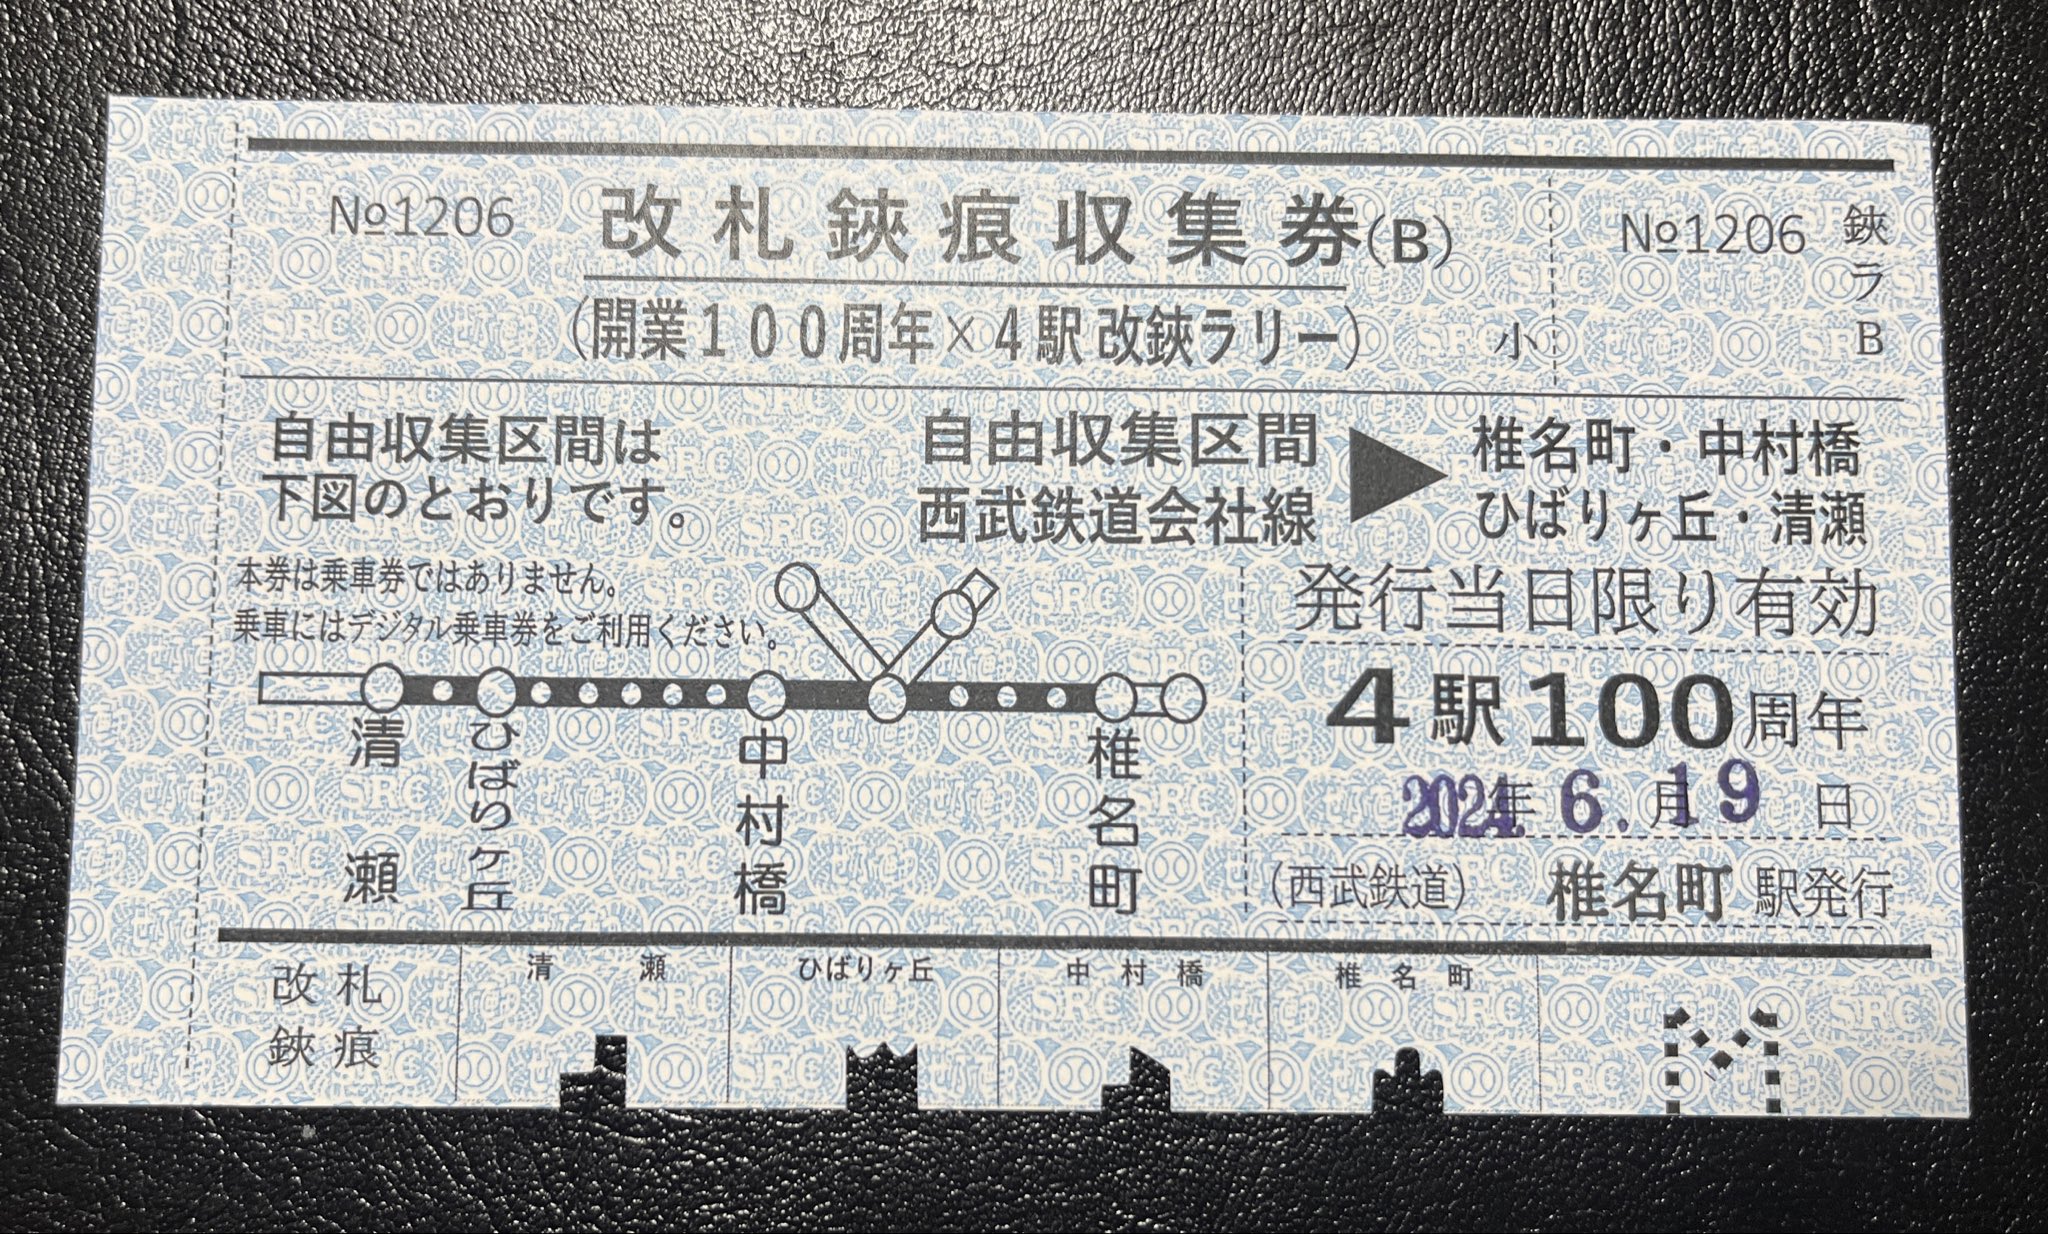 №1206
改札鋏痕収集券(B)
№1206
鋏ラB
(開業100周年×4駅改鋏ラリー)
小
自由収集区間は
下図のとおりです。
自由収集区間
西武鉄道会社線
▶
椎名町・中村橋
ひばりヶ丘・清瀬
本券は乗車券ではありません。
乗車にはデジタル乗車券をご利用ください。
発行当日限り有効
清瀬
ひばりヶ丘
中村橋
椎名町
4駅100周年
2024.年 6.月19日
(西武鉄道) 椎名町 駅発行
改札
鋏痕
清瀬
ひばりヶ丘
中村橋
椎名町